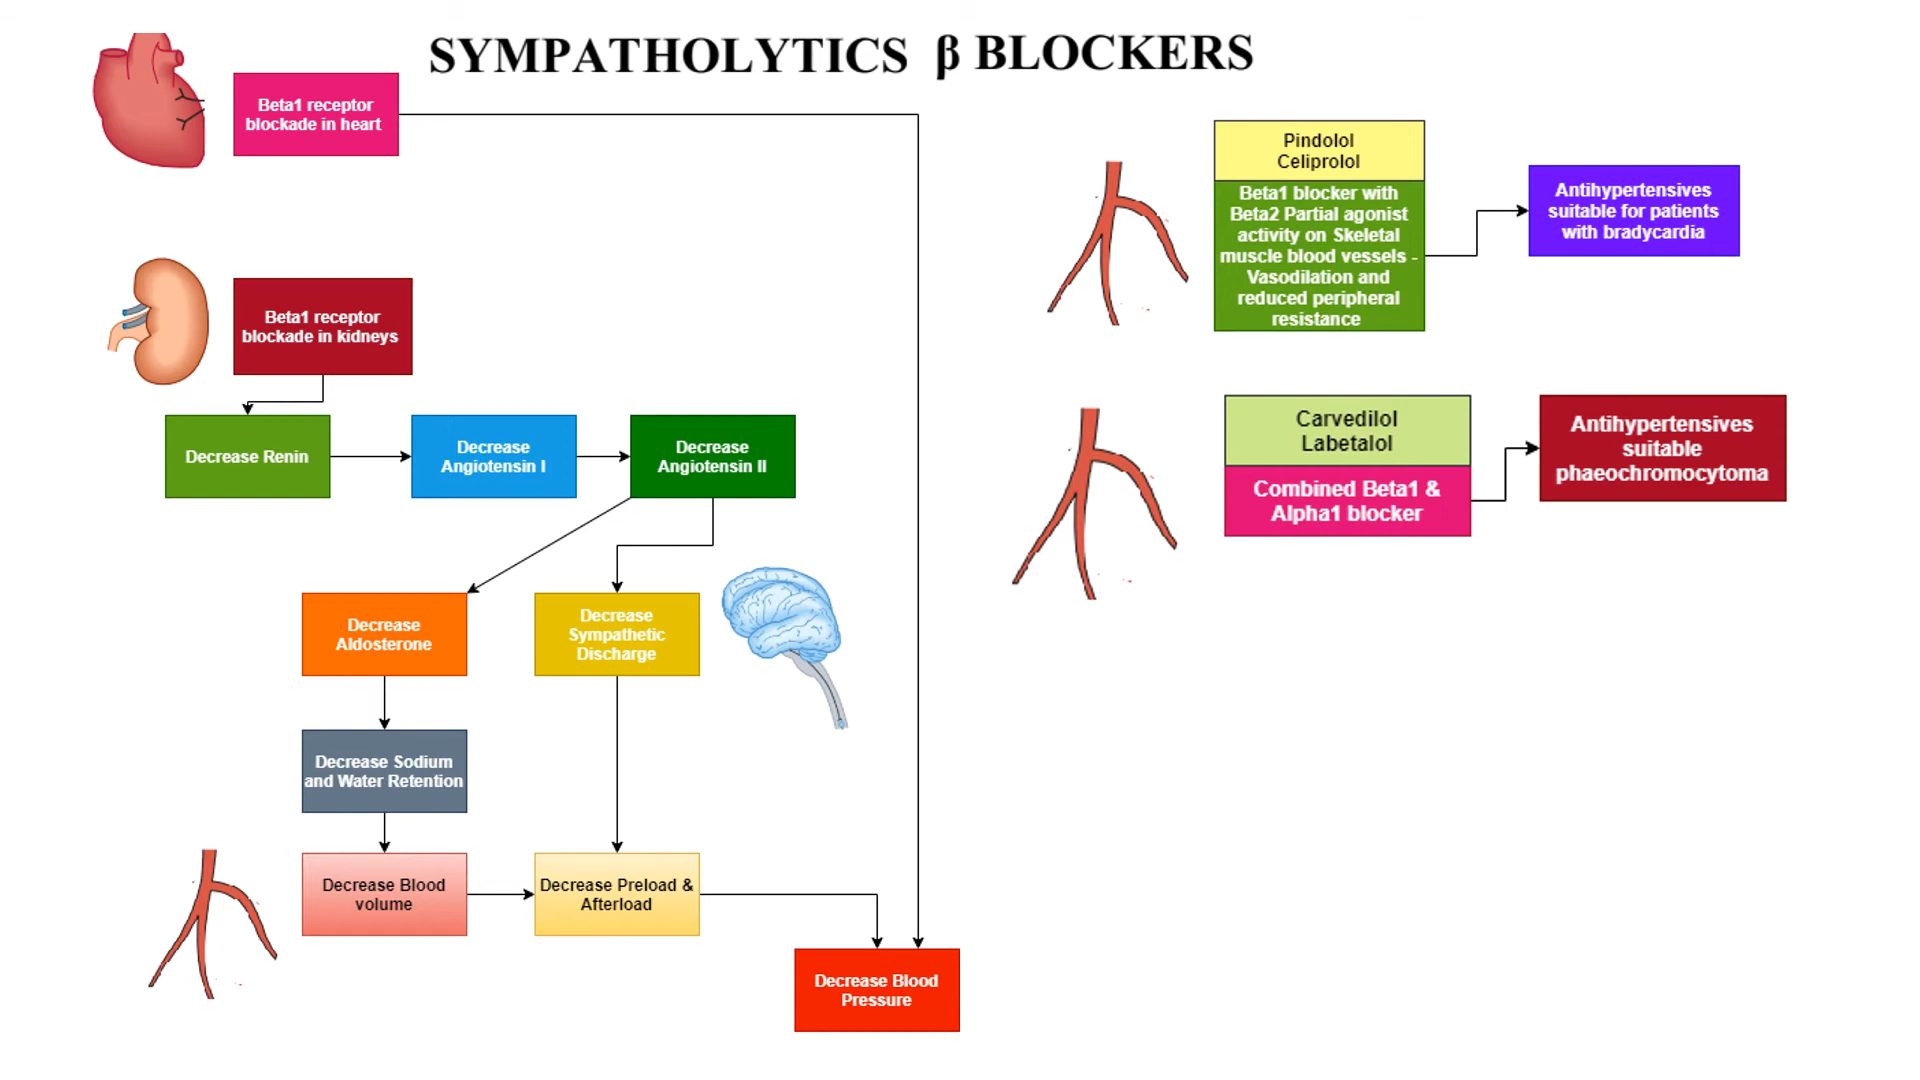 SYMPATHOLYTICS β BLOCKERS
Beta1 receptor
blockade in heart
Beta1 receptor
blockade in kidneys
Decrease Renin
Decrease
Angiotensin I
Decrease
Angiotensin II
Decrease
Aldosterone
Decrease
Sympathetic
Discharge
Decrease Sodium
and Water Retention
Decrease Blood
volume
Decrease Preload &
Afterload
Decrease Blood
Pressure
Pindolol
Celiprolol
Beta1 blocker with
Beta2 Partial agonist
activity on Skeletal
muscle blood vessels -
Vasodilation and
reduced peripheral
resistance
Antihypertensives
suitable for patients
with bradycardia
Carvedilol
Labetalol
Combined Beta1 &
Alpha1 blocker
Antihypertensives
suitable
phaeochromocytoma